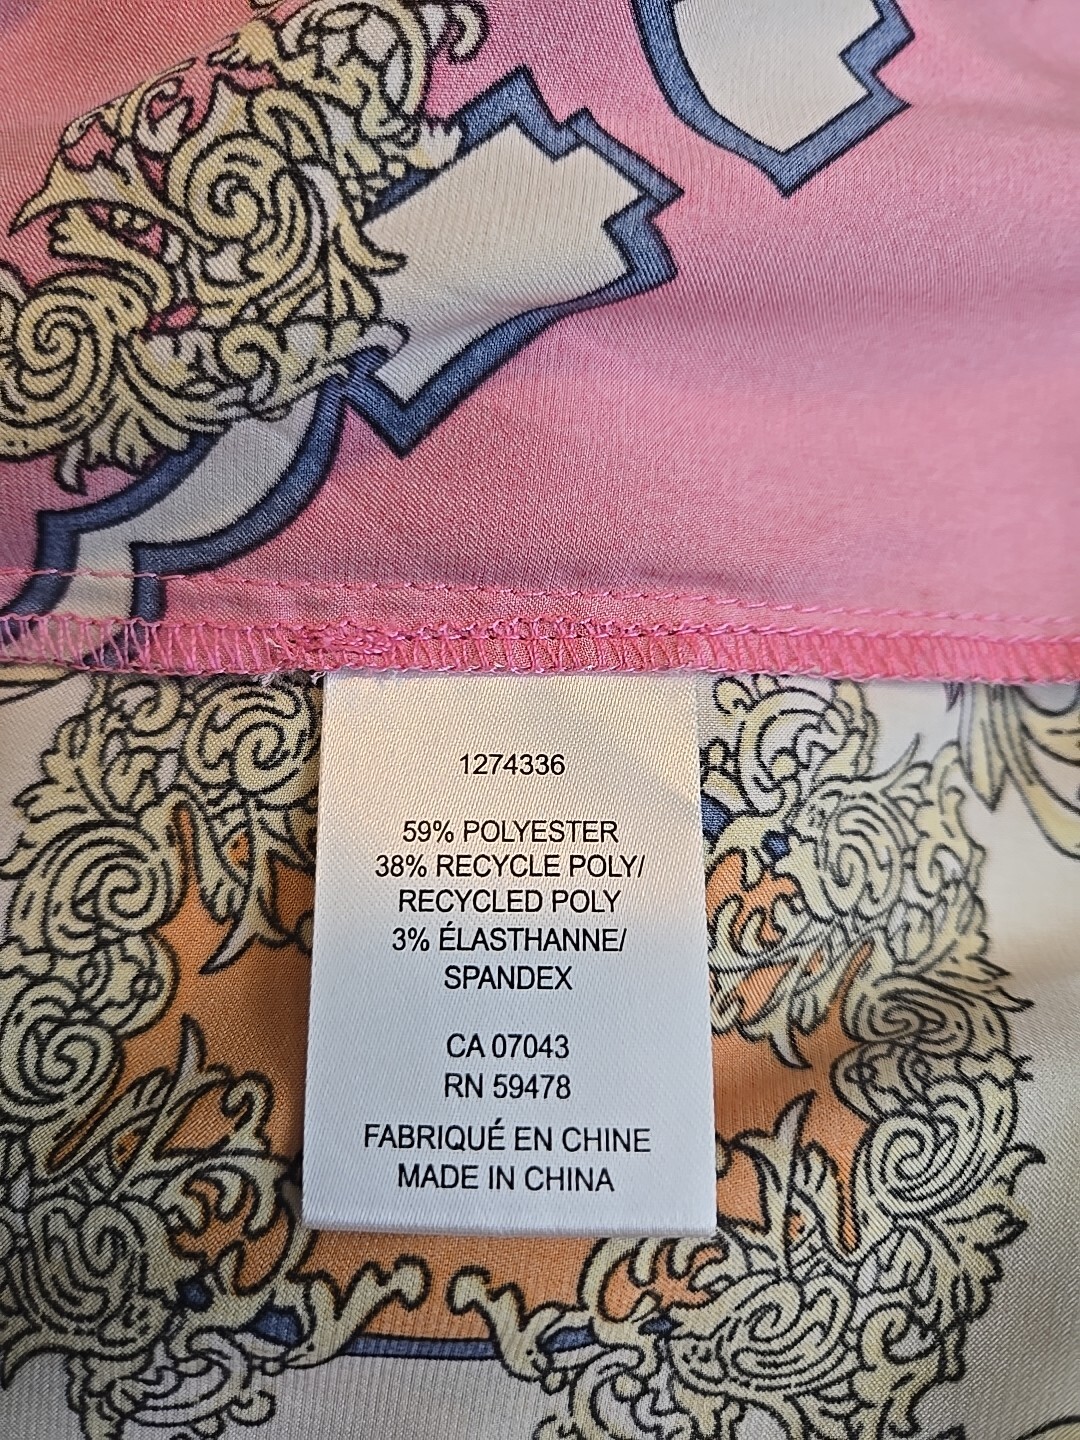 1274336
59% POLYESTER
38% RECYCLE POLY/
RECYCLED POLY
3% ÉLASTHANNE/
SPANDEX
CA 07043
RN 59478
FABRIQUÉ EN CHINE
MADE IN CHINA